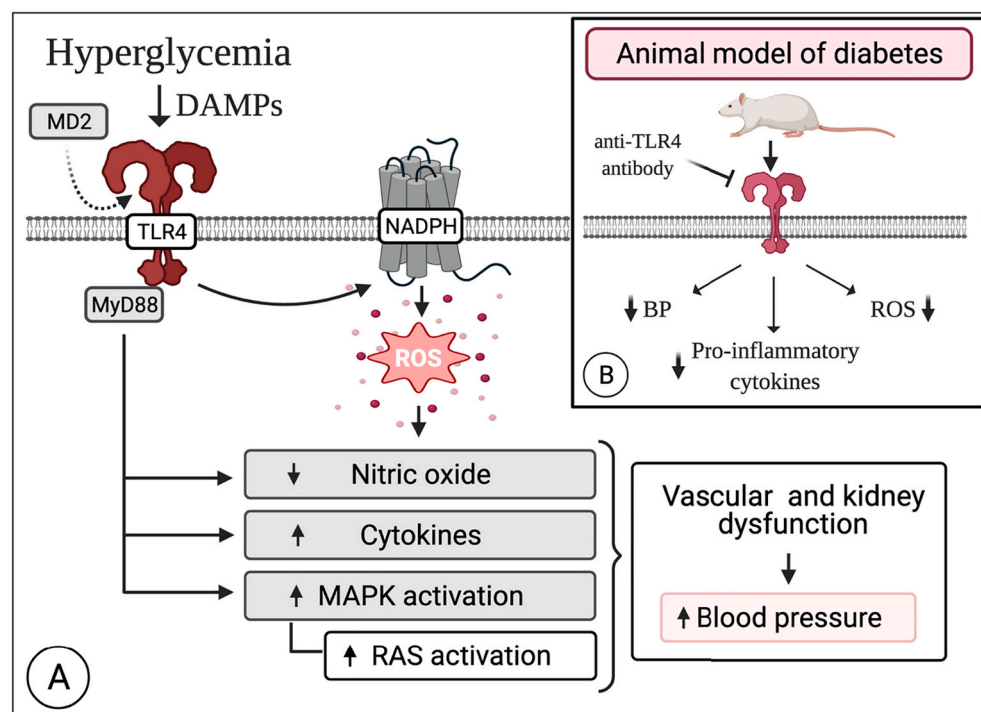 Hyperglycemia
DAMPs
MD2
TLR4
MyD88
NADPH
ROS
Nitric oxide
Cytokines
MAPK activation
RAS activation
Vascular and kidney
dysfunction
Blood pressure
A
Animal model of diabetes
anti-TLR4
antibody
BP
ROS
Pro-inflammatory
cytokines
B